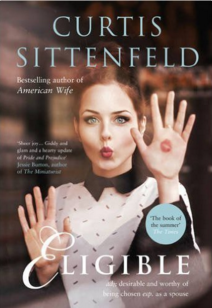 CURTIS
SITTENFELD
Bestselling author of
American Wife
'Sheer joy... Giddy and
glam and a hearty update
of Pride and Prejudice'
Jessie Burton, author
of The Miniaturist
'The book of
the summer'
The Times
ELIGIBLE
adj. desirable and worthy of
being chosen esp. as a spouse